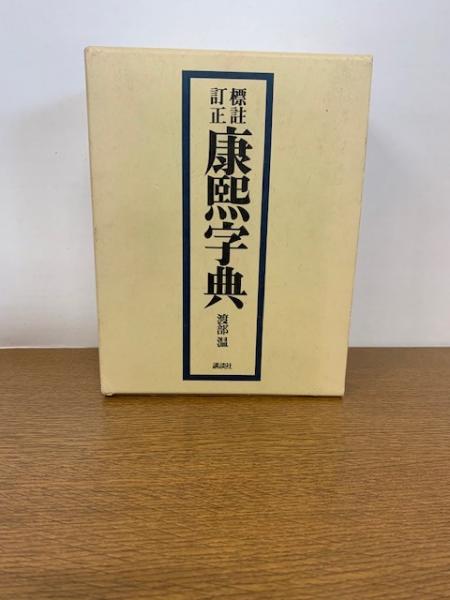 標註
訂正
康熙字典
渡部温
講談社